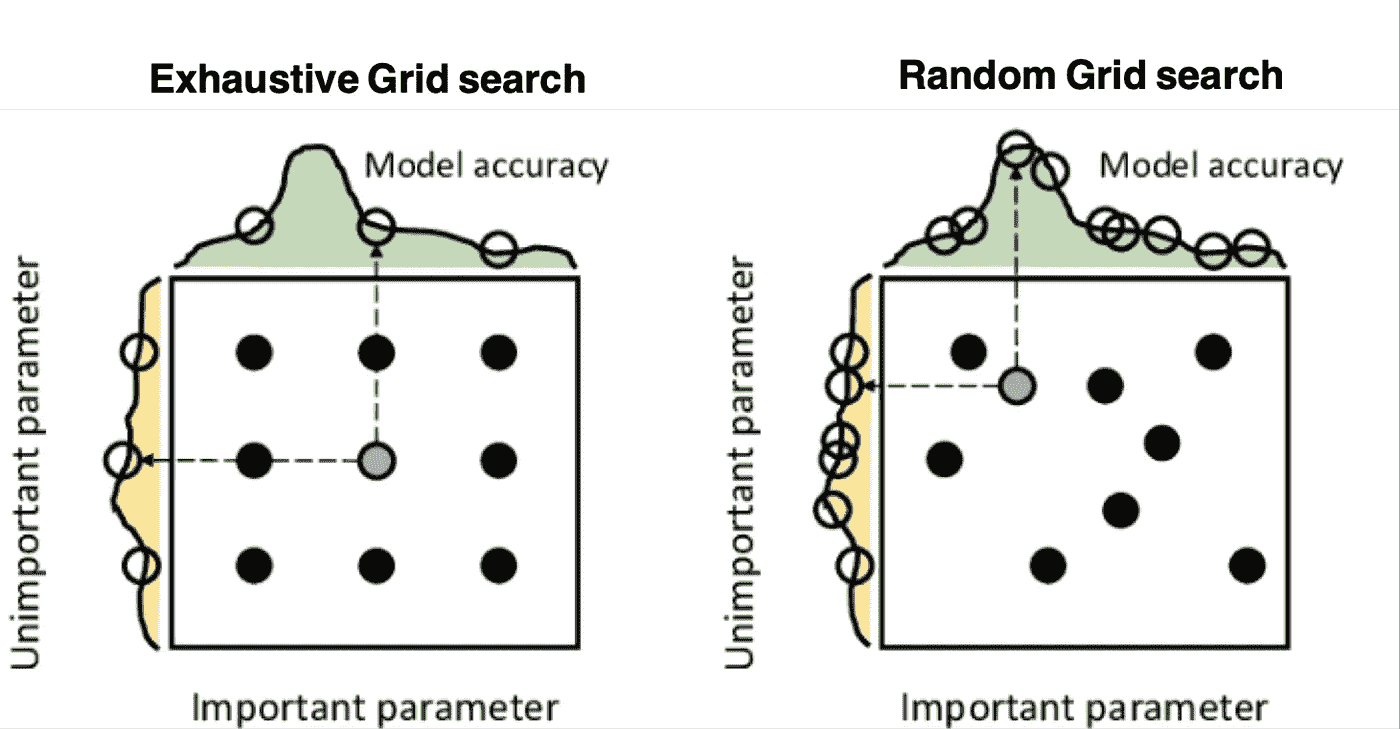 Exhaustive Grid search
Random Grid search
Model accuracy
Model accuracy
Unimportant parameter
Unimportant parameter
Important parameter
Important parameter